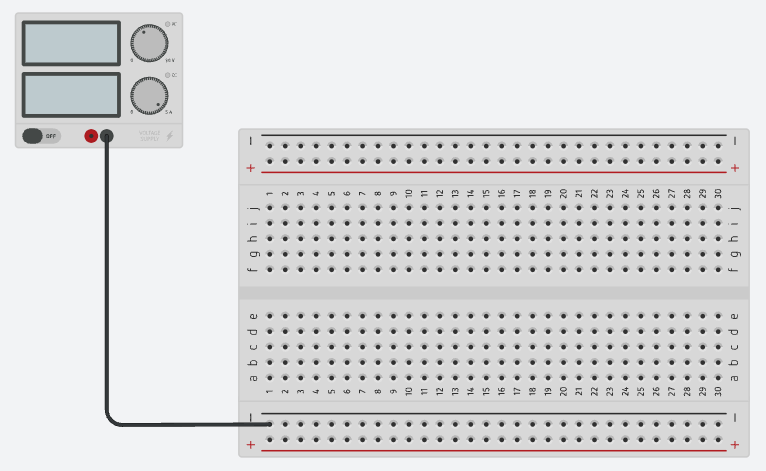 AC
0 30 V
DC
0 5 A
OFF
VOLTAGE
SUPPLY
− −
+ +
1 2 3 4 5 6 7 8 9 10 11 12 13 14 15 16 17 18 19 20 21 22 23 24 25 26 27 28 29 30
j j
i i
h h
g g
f f
e e
d d
c c
b b
a a
1 2 3 4 5 6 7 8 9 10 11 12 13 14 15 16 17 18 19 20 21 22 23 24 25 26 27 28 29 30
− −
+ +